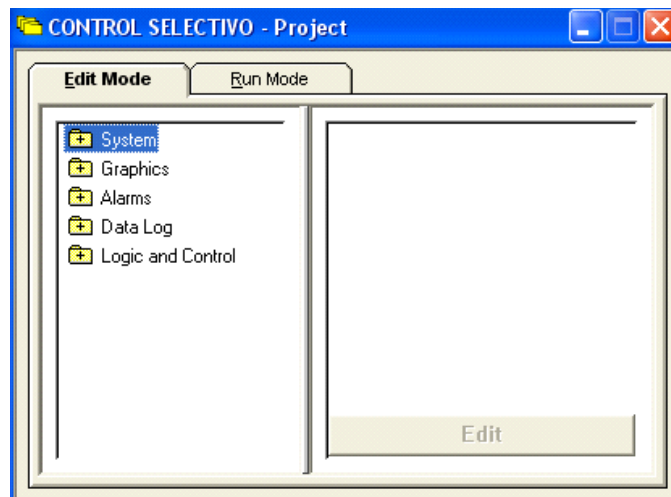 CONTROL SELECTIVO - Project
Edit Mode
Run Mode
System
Graphics
Alarms
Data Log
Logic and Control
Edit